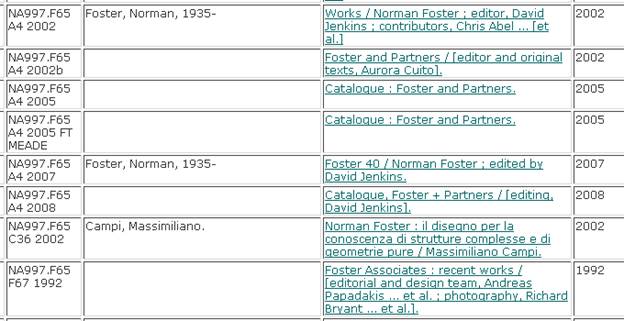 NA997.F65
A4 2002
Foster, Norman, 1935-
Works / Norman Foster ; editor, David
Jenkins ; contributors, Chris Abel ... [et
al.]
2002
NA997.F65
A4 2002b
Foster and Partners / [editor and original
texts, Aurora Cuito].
2002
NA997.F65
A4 2005
Catalogue : Foster and Partners.
2005
NA997.F65
A4 2005 FT
MEADE
Catalogue : Foster and Partners.
2005
NA997.F65
A4 2007
Foster, Norman, 1935-
Foster 40 / Norman Foster ; edited by
David Jenkins.
2007
NA997.F65
A4 2008
Catalogue, Foster + Partners / [editing,
David Jenkins].
2008
NA997.F65
C36 2002
Campi, Massimiliano.
Norman Foster : il disegno per la
conoscenza di strutture complesse e di
geometrie pure / Massimiliano Campi.
2002
NA997.F65
F67 1992
Foster Associates : recent works /
[editorial and design team, Andreas
Papadakis ... et al. ; photography, Richard
Bryant ... et al.].
1992